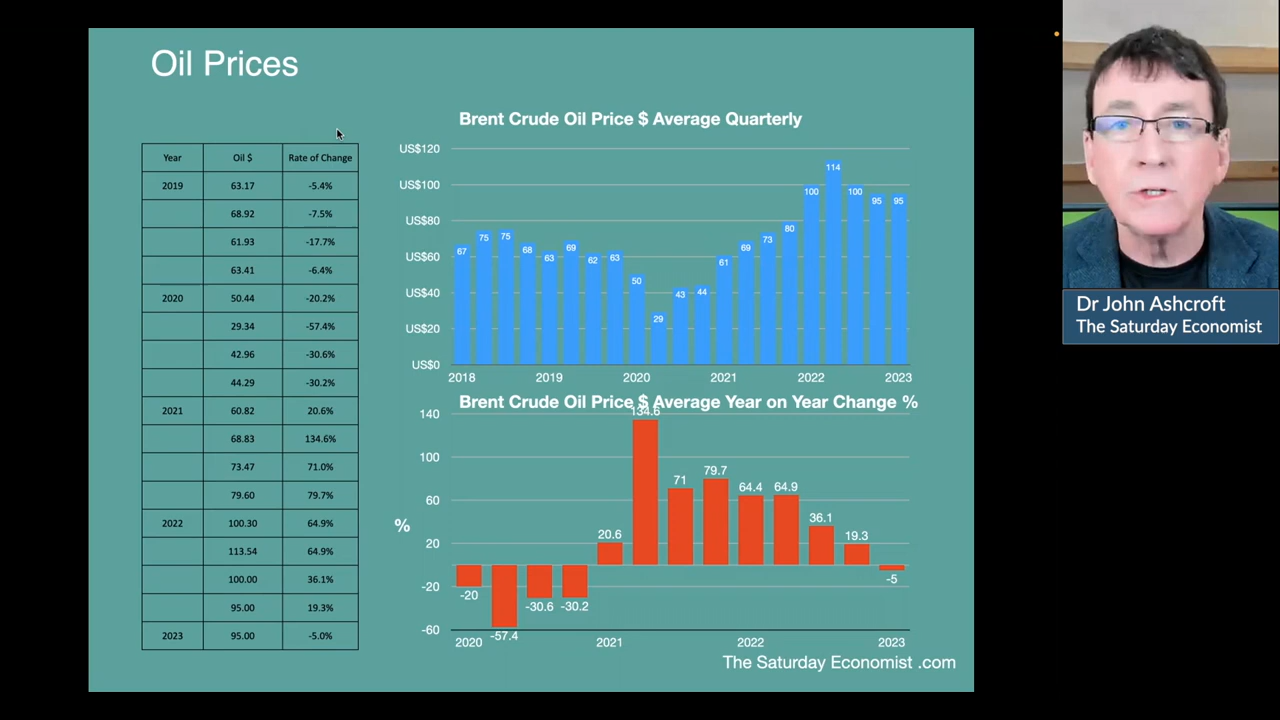 Oil Prices
Year Oil $ Rate of Change
2019 63.17 -5.4%
68.92 -7.5%
61.93 -17.7%
63.41 -6.4%
2020 50.44 -20.2%
29.34 -57.4%
42.96 -30.6%
44.29 -30.2%
2021 60.82 20.6%
68.83 134.6%
73.47 71.0%
79.60 79.7%
2022 100.30 64.9%
113.54 64.9%
100.00 36.1%
95.00 19.3%
2023 95.00 -5.0%
Brent Crude Oil Price $ Average Quarterly
US$120
US$100
US$80
US$60
US$40
US$20
US$0
67 75 75 68 63 69 62 63 50 29 43 44 61 69 73 80 100 114 100 95 95
2018 2019 2020 2021 2022 2023
Brent Crude Oil Price $ Average Year on Year Change %
140
100
60
20
-20
-60
%
-20 -57.4 -30.6 -30.2 20.6 134.6 71 79.7 64.4 64.9 36.1 19.3 -5
2020 2021 2022 2023
The Saturday Economist .com
Dr John Ashcroft
The Saturday Economist